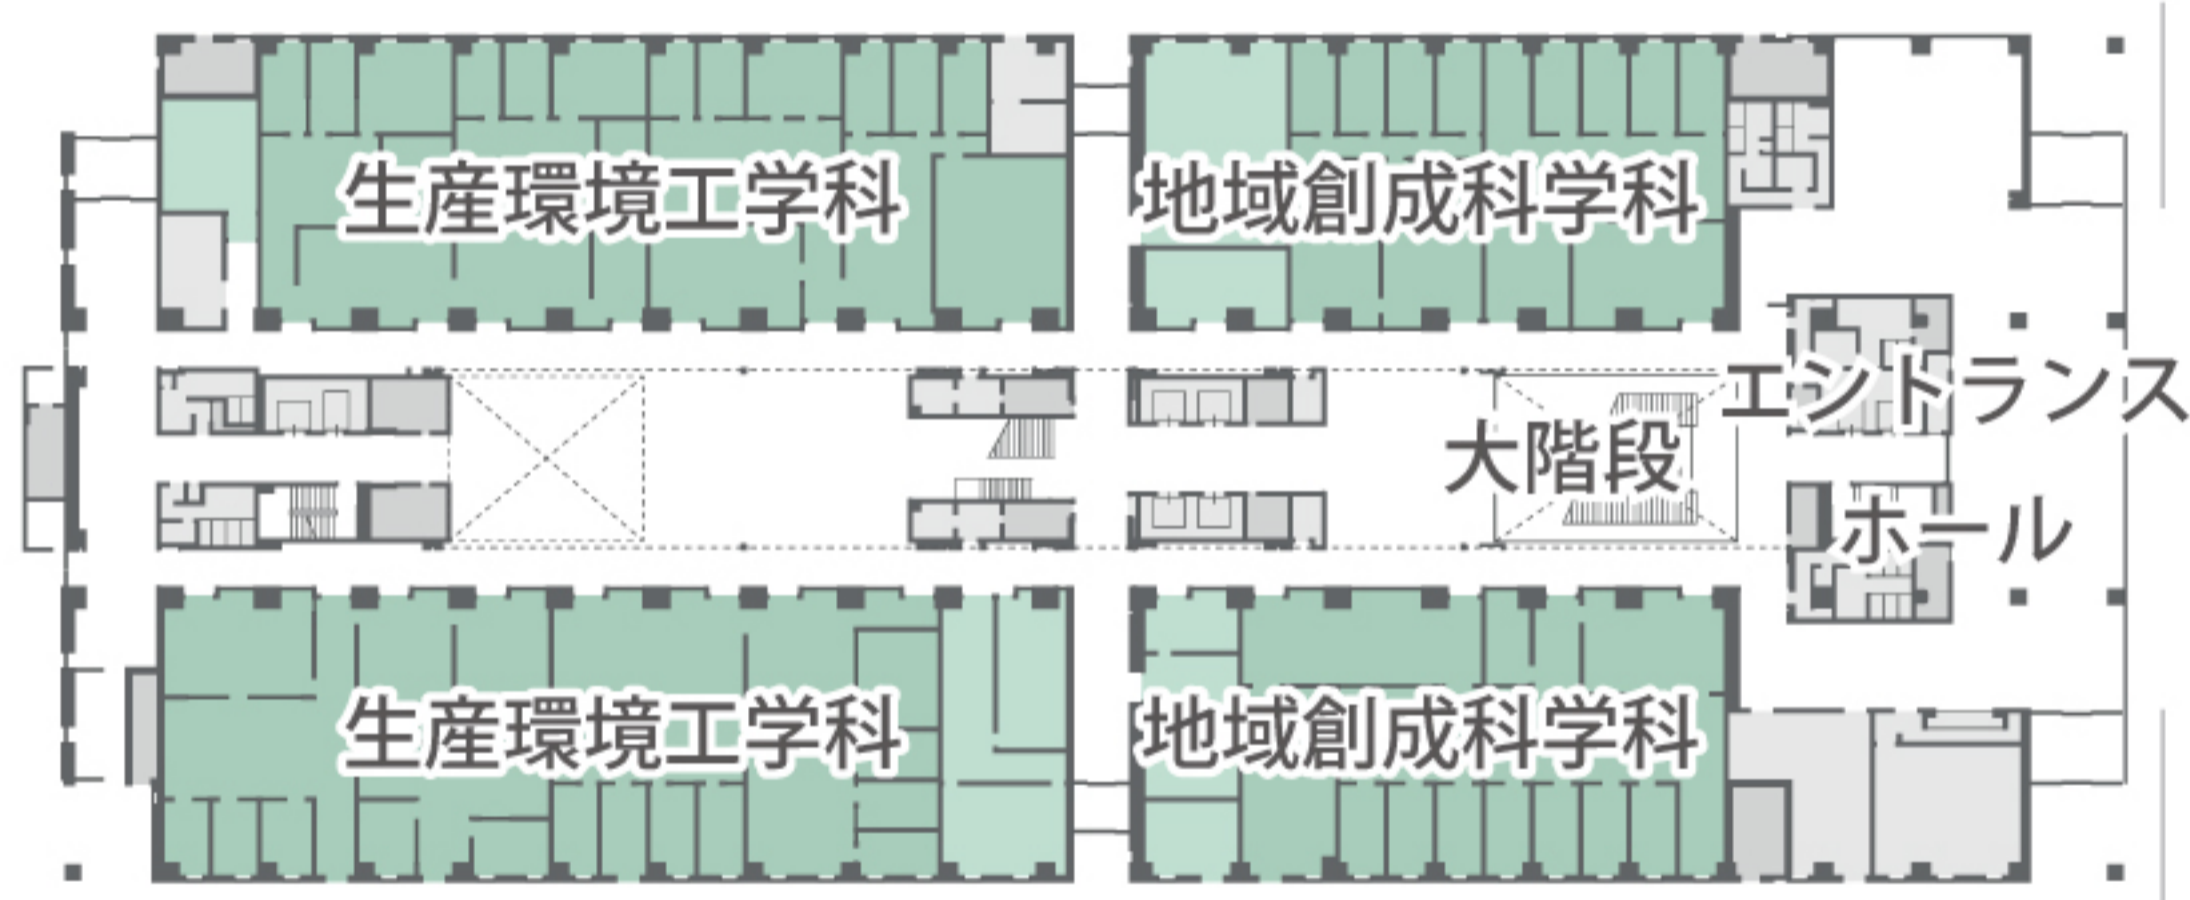 生産環境工学科
地域創成科学科
エントランス
大階段
ホール
生産環境工学科
地域創成科学科